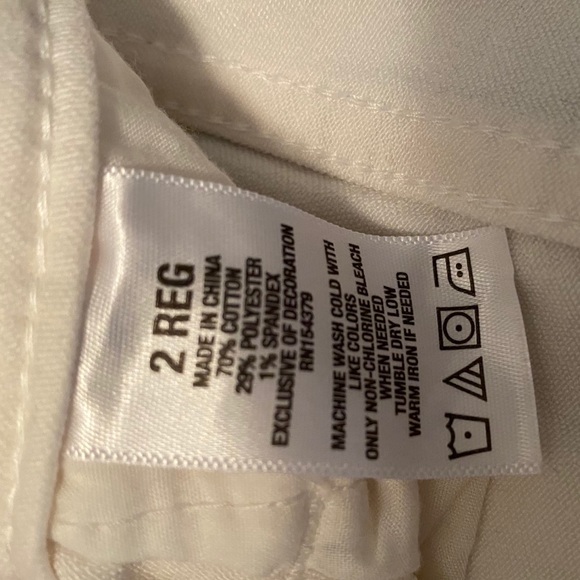 2 REG
MADE IN CHINA
70% COTTON
29% POLYESTER
1% SPANDEX
EXCLUSIVE OF DECORATION
RN154379
MACHINE WASH COLD WITH
LIKE COLORS
ONLY NON-CHLORINE BLEACH
WHEN NEEDED
TUMBLE DRY LOW
WARM IRON IF NEEDED